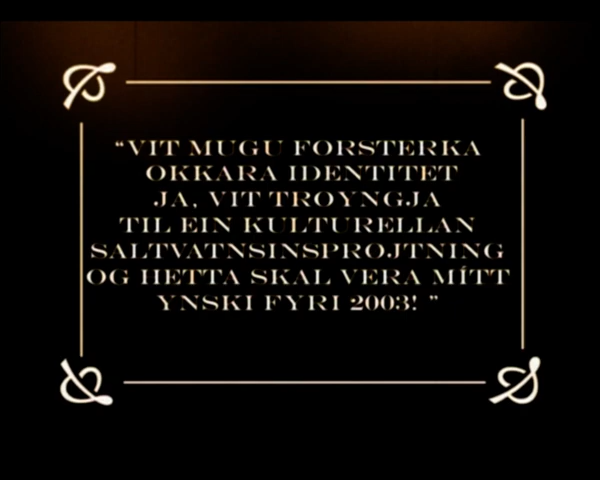 “VIT MUGU FORSTERKA
OKKARA IDENTITET
JA, VIT TROYNGJA
TIL EIN KULTURELLAN
SALTVATNSINSPROJTNING
OG HETTA SKAL VERA MÍTT
YNSKI FYRI 2003! ”